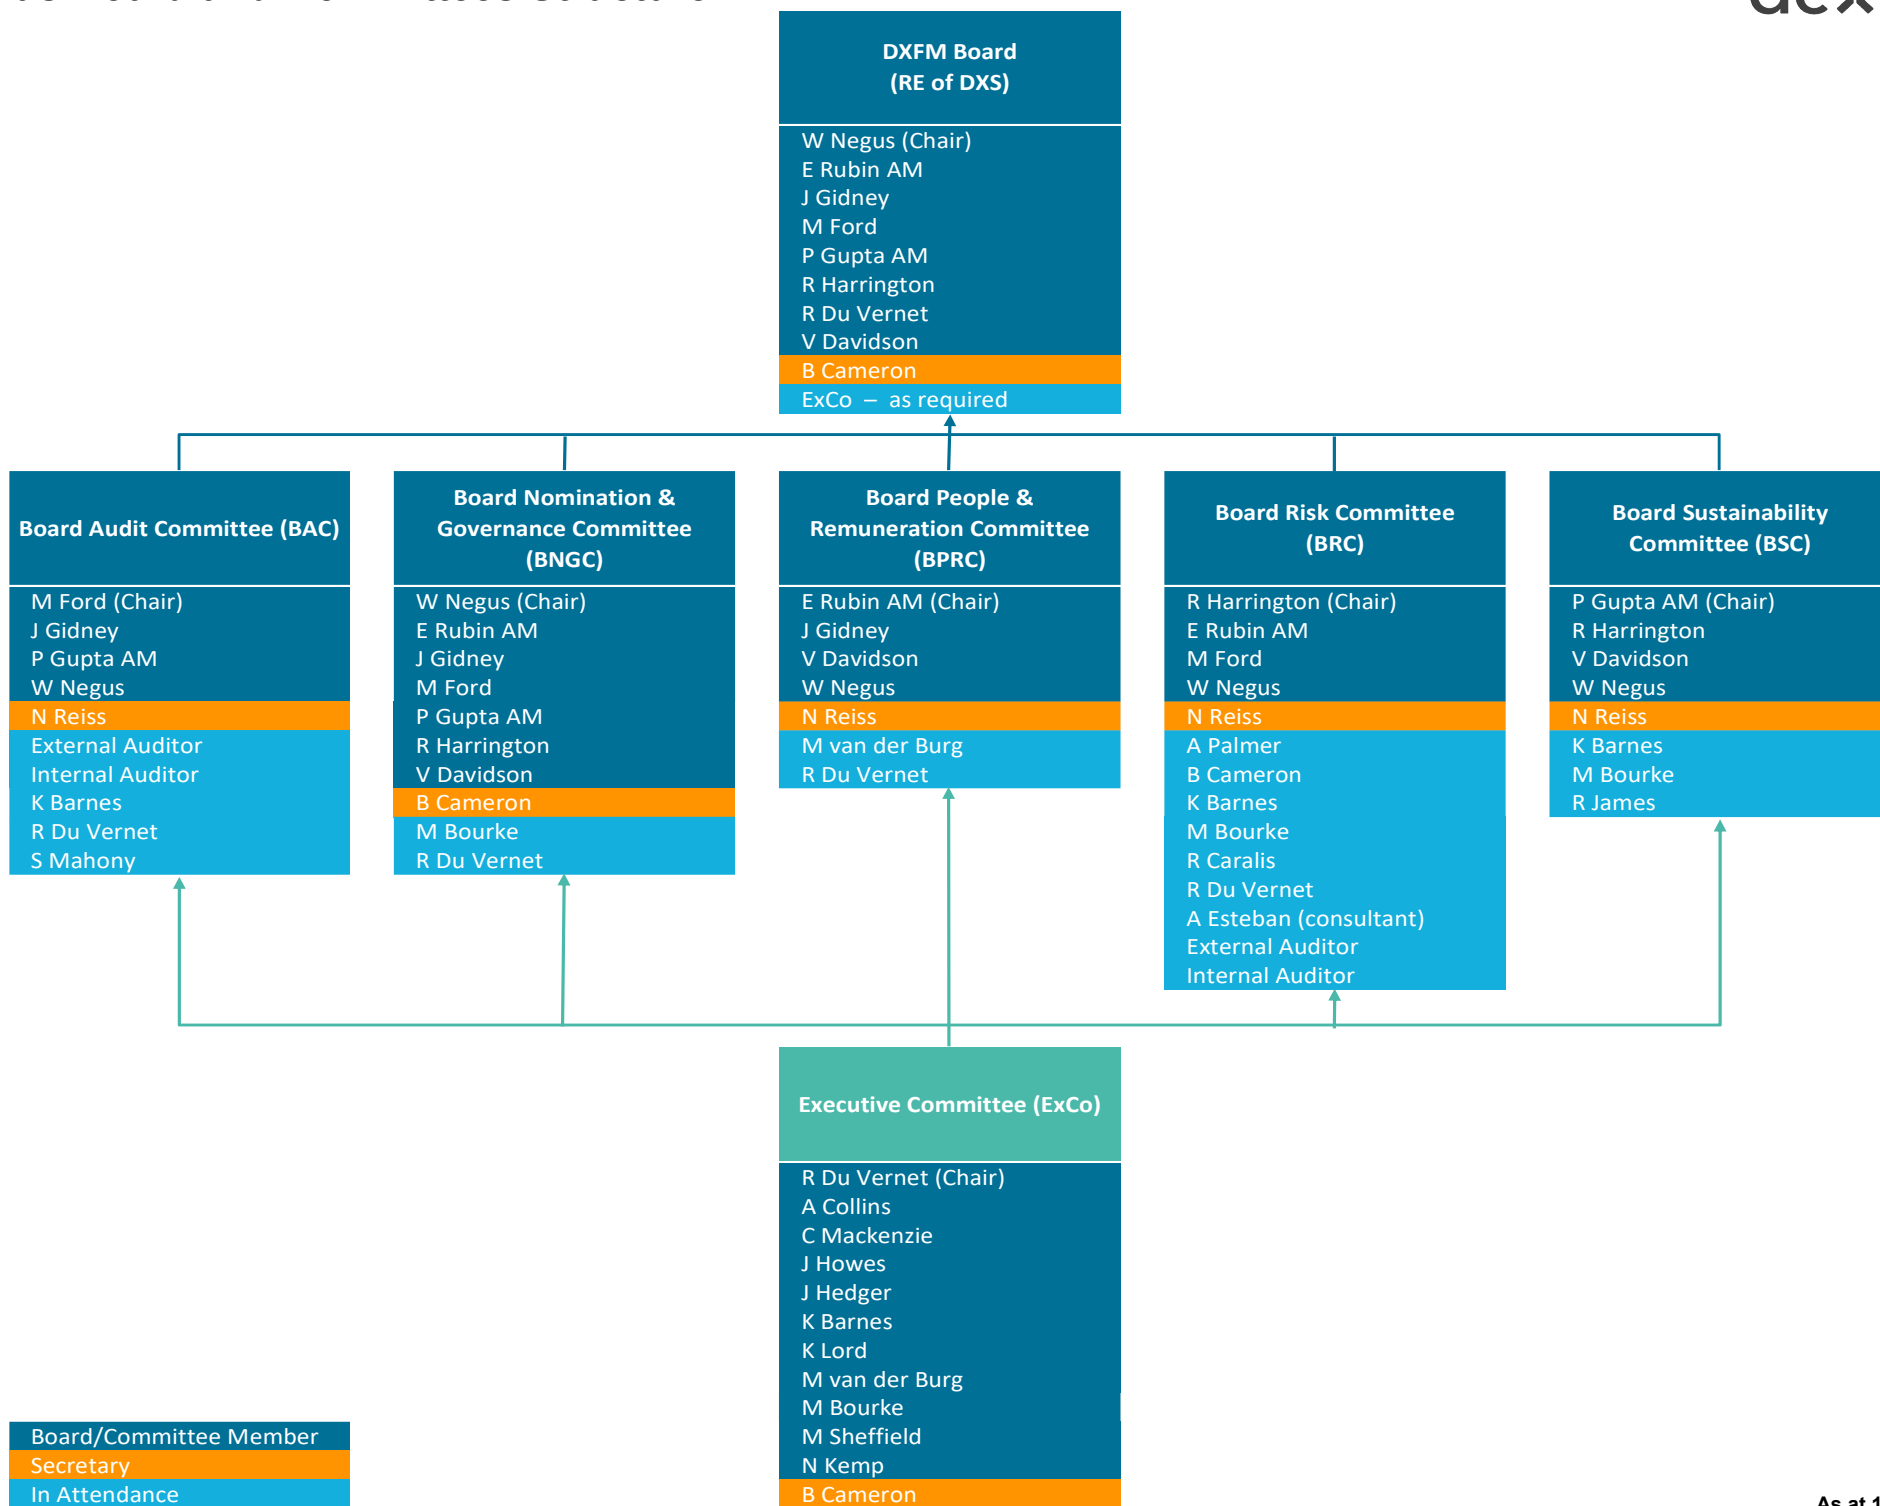 DXFM Board
(RE of DXS)
W Negus (Chair)
E Rubin AM
J Gidney
M Ford
P Gupta AM
R Harrington
R Du Vernet
V Davidson
B Cameron
ExCo – as required
Board Audit Committee (BAC)
M Ford (Chair)
J Gidney
P Gupta AM
W Negus
N Reiss
External Auditor
Internal Auditor
K Barnes
R Du Vernet
S Mahony
Board Nomination &
Governance Committee
(BNGC)
W Negus (Chair)
E Rubin AM
J Gidney
M Ford
P Gupta AM
R Harrington
V Davidson
B Cameron
M Bourke
R Du Vernet
Board People &
Remuneration Committee
(BPRC)
E Rubin AM (Chair)
J Gidney
V Davidson
W Negus
N Reiss
M van der Burg
R Du Vernet
Board Risk Committee
(BRC)
R Harrington (Chair)
E Rubin AM
M Ford
W Negus
N Reiss
A Palmer
B Cameron
K Barnes
M Bourke
R Caralis
R Du Vernet
A Esteban (consultant)
External Auditor
Internal Auditor
Board Sustainability
Committee (BSC)
P Gupta AM (Chair)
R Harrington
V Davidson
W Negus
N Reiss
K Barnes
M Bourke
R James
Executive Committee (ExCo)
R Du Vernet (Chair)
A Collins
C Mackenzie
J Howes
J Hedger
K Barnes
K Lord
M van der Burg
M Bourke
M Sheffield
N Kemp
B Cameron
Board/Committee Member
Secretary
In Attendance
As at 1